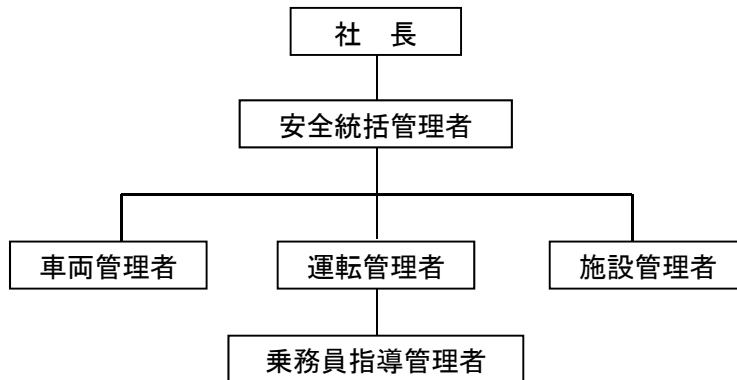 社　長
安全統括管理者
車両管理者
運転管理者
施設管理者
乗務員指導管理者